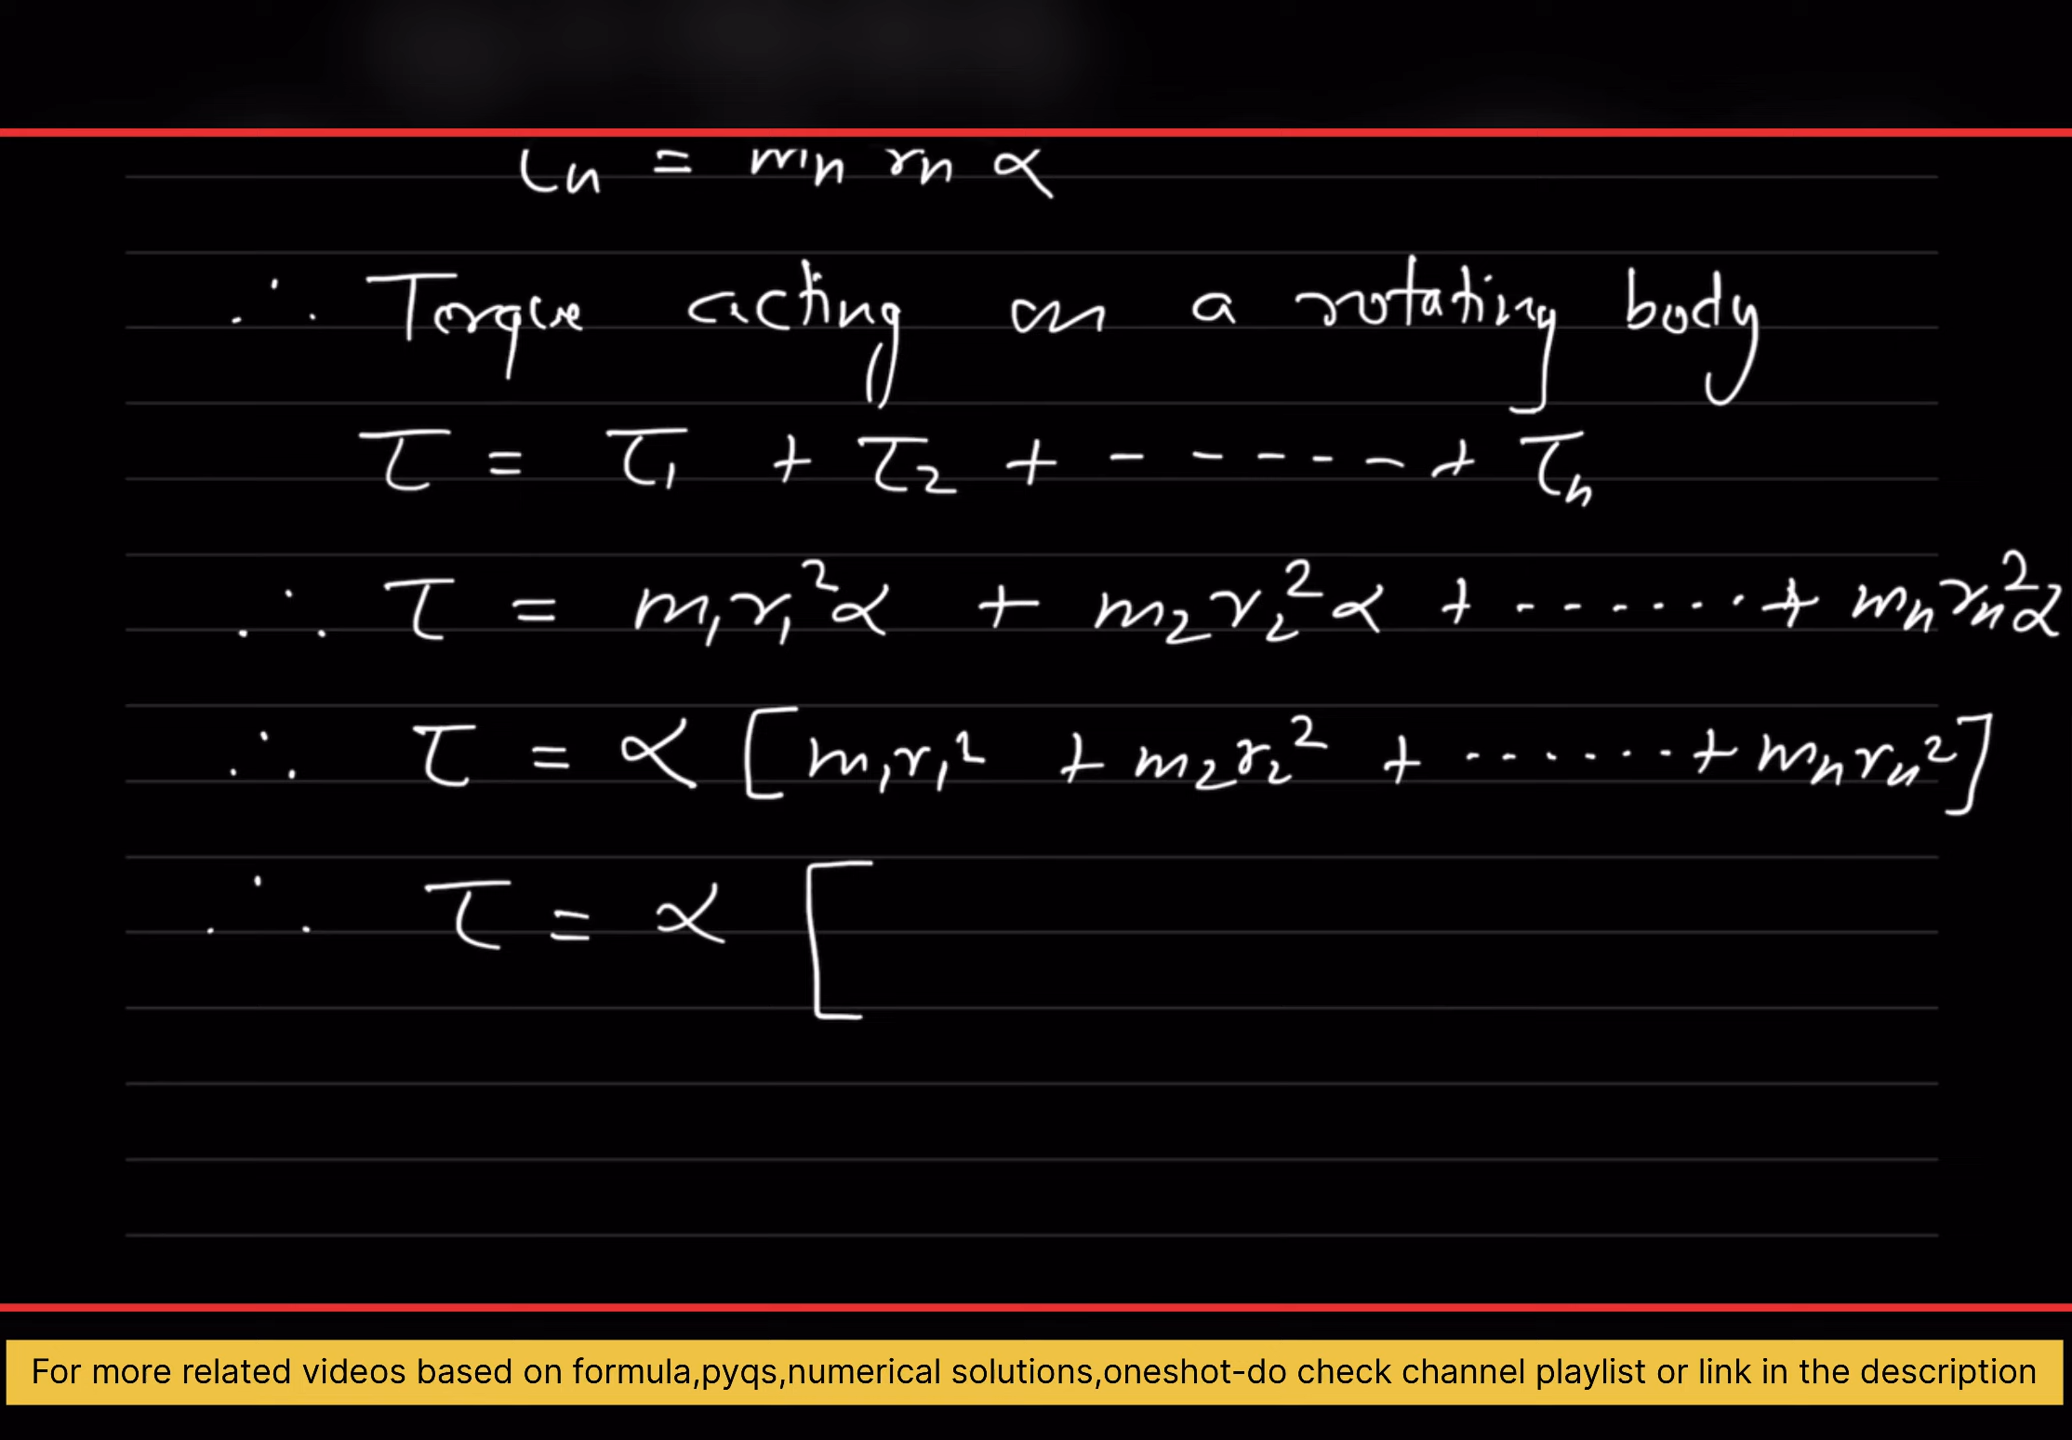 τn = mn rn α
∴ Torque acting on a rotating body
τ = τ₁ + τ₂ + - - - - - - + τn
∴ τ = m₁r₁²α + m₂r₂²α + - - - - - - + mnrn²α
∴ τ = α [m₁r₁² + m₂r₂² + - - - - - - + mnrn²]
∴ τ = α [
For more related videos based on formula,pyqs,numerical solutions,oneshot-do check channel playlist or link in the description